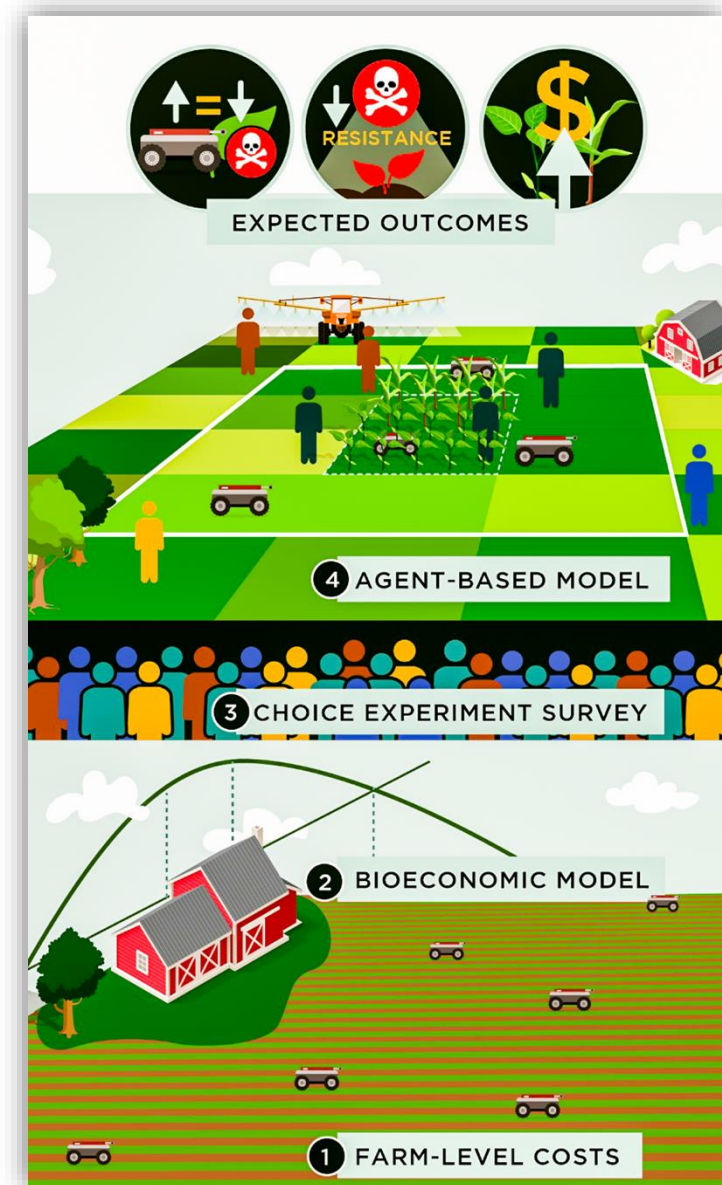 $
RESISTANCE
EXPECTED OUTCOMES
4 AGENT-BASED MODEL
3 CHOICE EXPERIMENT SURVEY
2 BIOECONOMIC MODEL
1 FARM-LEVEL COSTS